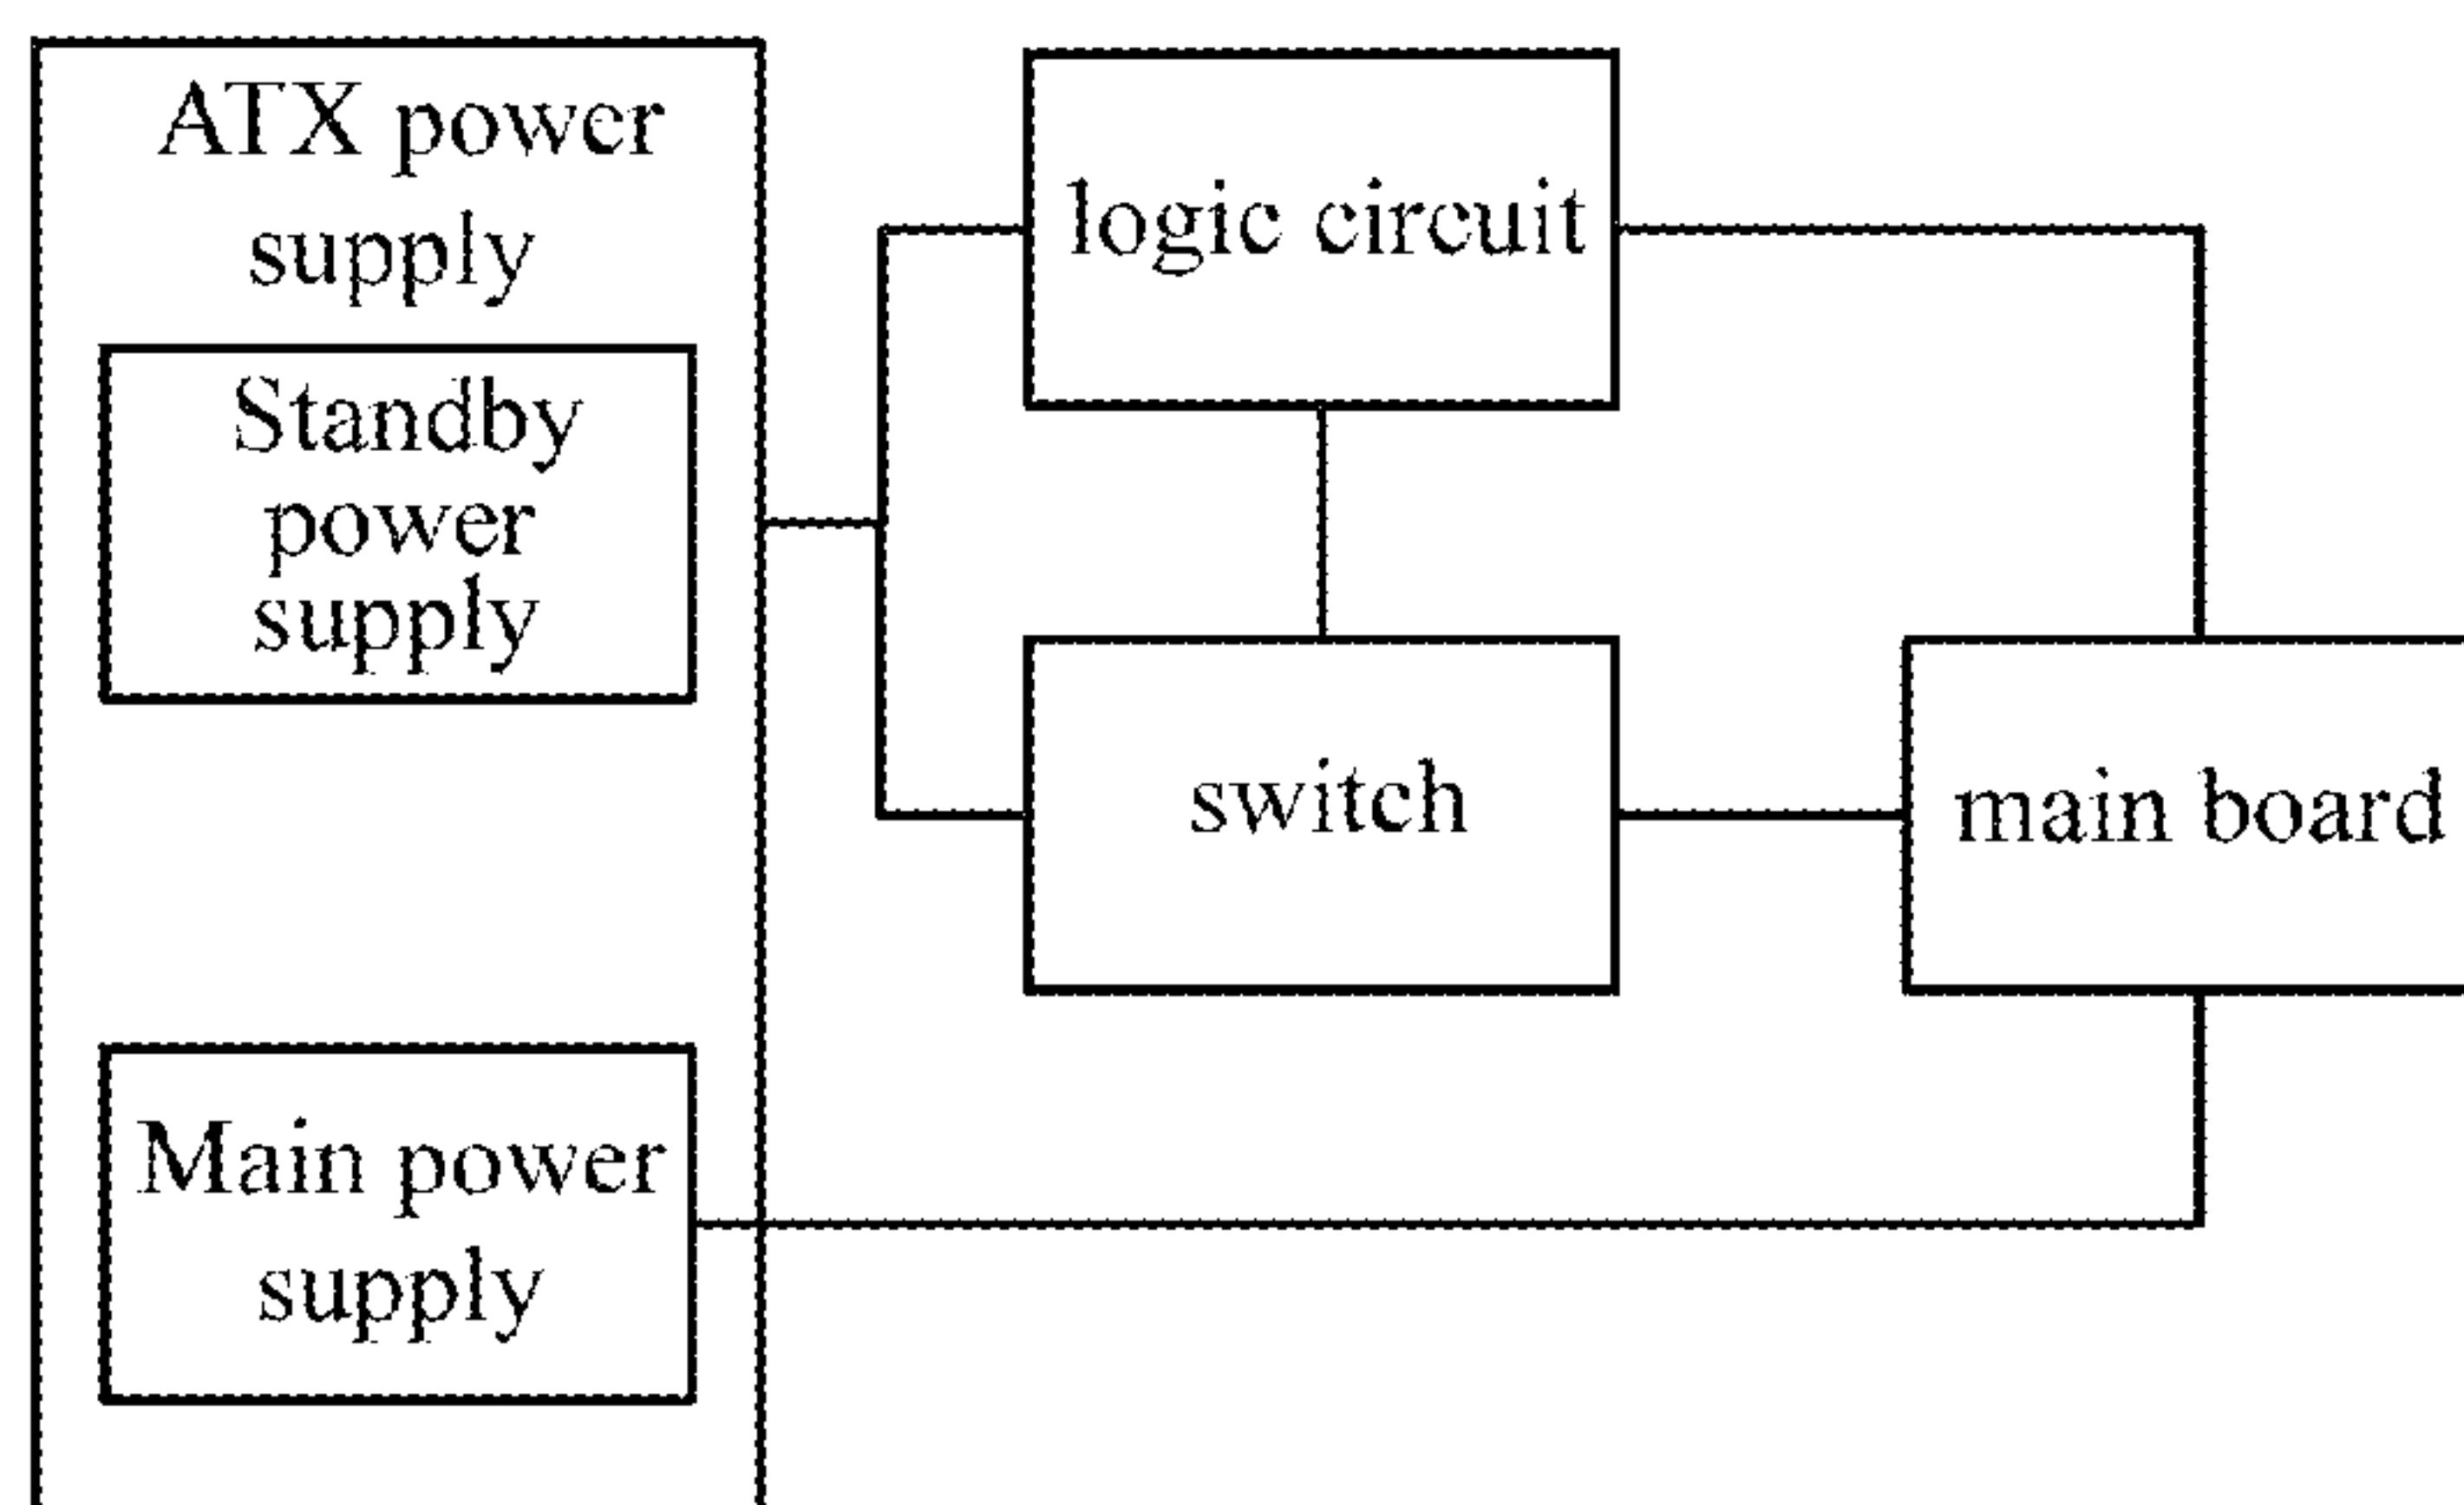 ATX power
supply
Standby
power
supply
Main power
supply
logic circuit
switch
main board